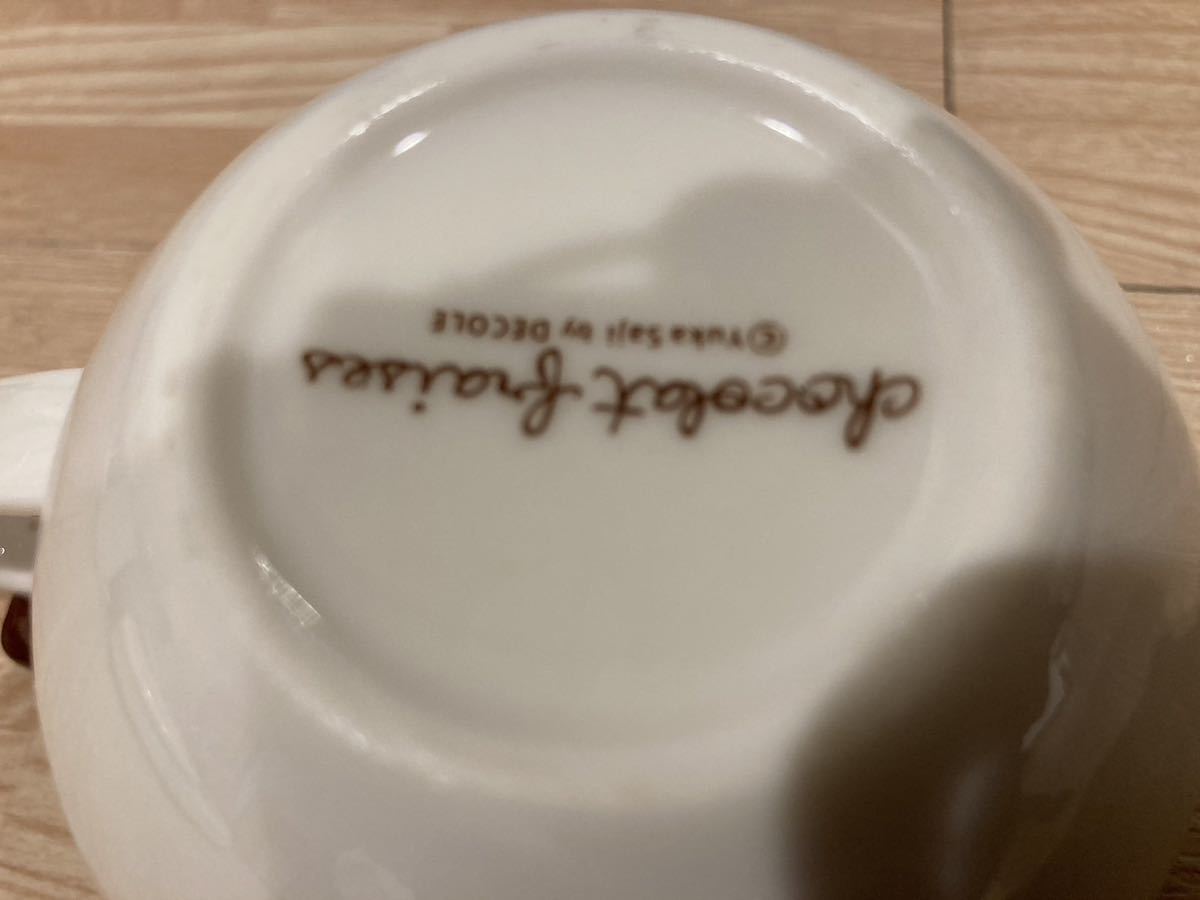 chocolat fraises
©Yuka Saji by DECOLE